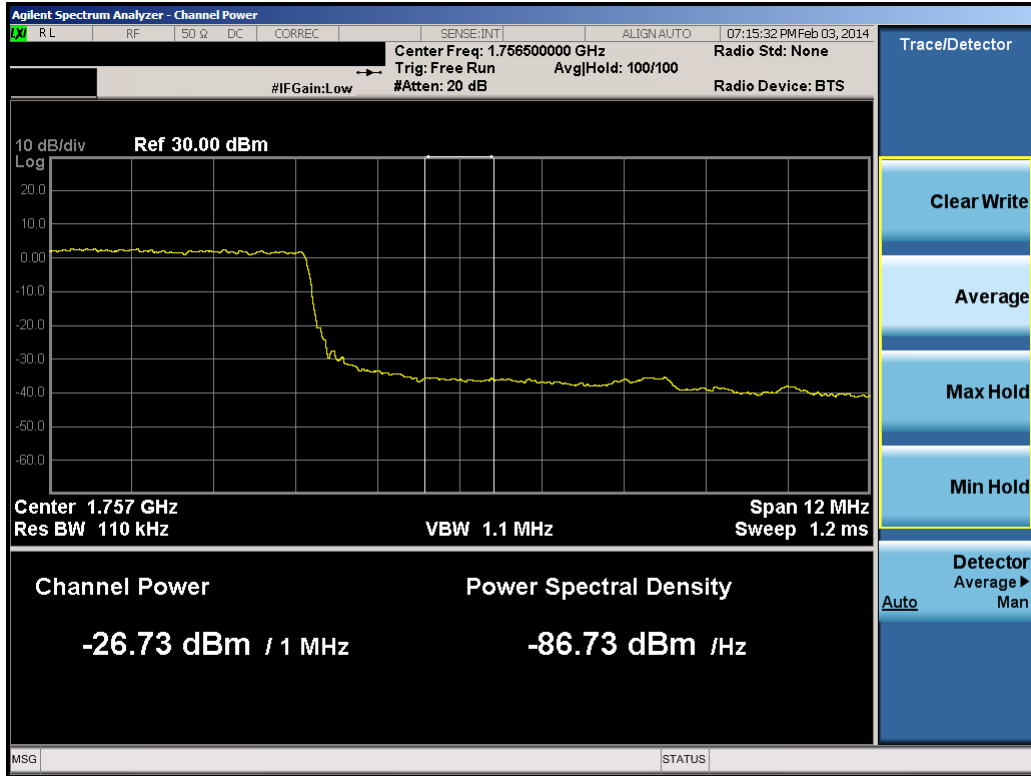 Agilent Spectrum Analyzer - Channel Power
LXI RL RF 50 Ω DC CORREC SENSE:INT ALIGN AUTO 07:15:32 PM Feb 03, 2014
Center Freq: 1.756500000 GHz Radio Std: None
Trig: Free Run Avg|Hold: 100/100
#IFGain:Low #Atten: 20 dB Radio Device: BTS
10 dB/div Ref 30.00 dBm
Log
20.0
10.0
0.00
-10.0
-20.0
-30.0
-40.0
-50.0
-60.0
Center 1.757 GHz Span 12 MHz
Res BW 110 kHz VBW 1.1 MHz Sweep 1.2 ms
Channel Power Power Spectral Density
-26.73 dBm / 1 MHz -86.73 dBm /Hz
MSG STATUS
Trace/Detector
Clear Write
Average
Max Hold
Min Hold
Detector
Average
Auto Man